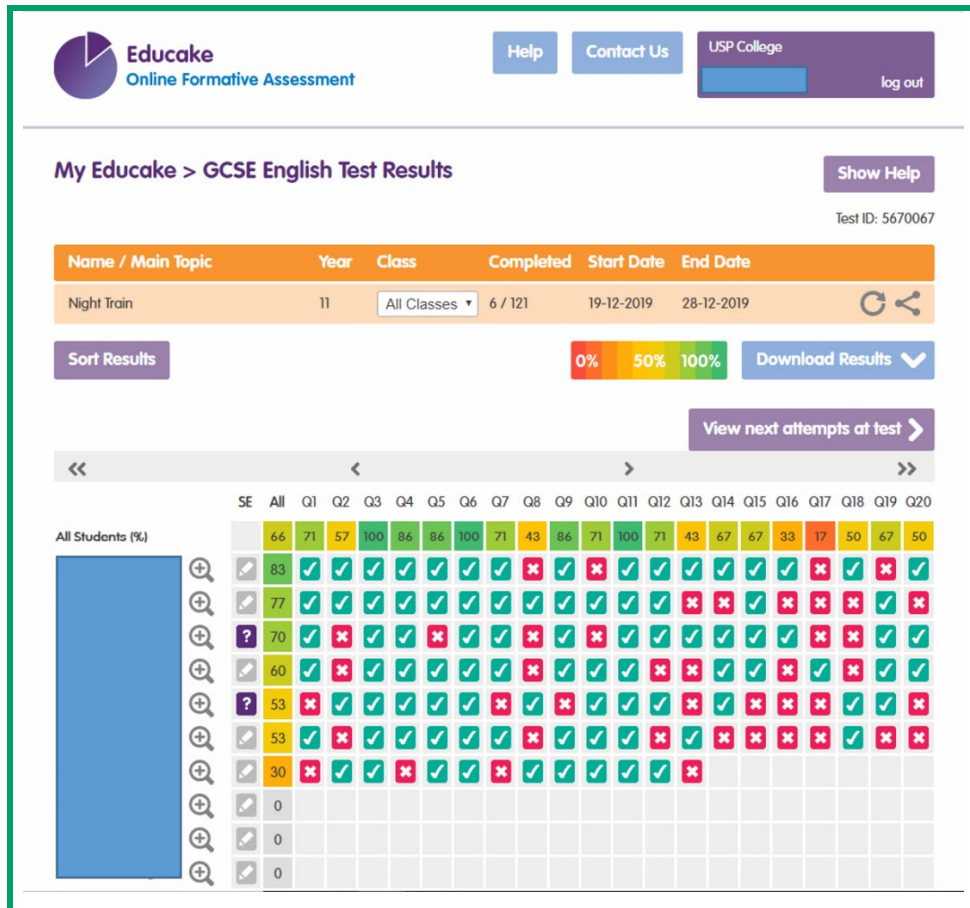 Educake
Online Formative Assessment
Help
Contact Us
USP College
log out
My Educake > GCSE English Test Results
Show Help
Test ID: 5670067
Name / Main Topic Year Class Completed Start Date End Date
Night Train 11 All Classes 6 / 121 19-12-2019 28-12-2019
Sort Results
0% 50% 100%
Download Results
View next attempts at test
SE All Q1 Q2 Q3 Q4 Q5 Q6 Q7 Q8 Q9 Q10 Q11 Q12 Q13 Q14 Q15 Q16 Q17 Q18 Q19 Q20
All Students (%) 66 71 57 100 86 86 100 71 43 86 71 100 71 43 67 67 33 17 50 67 50
83
77
? 70
60
? 53
53
30
0
0
0